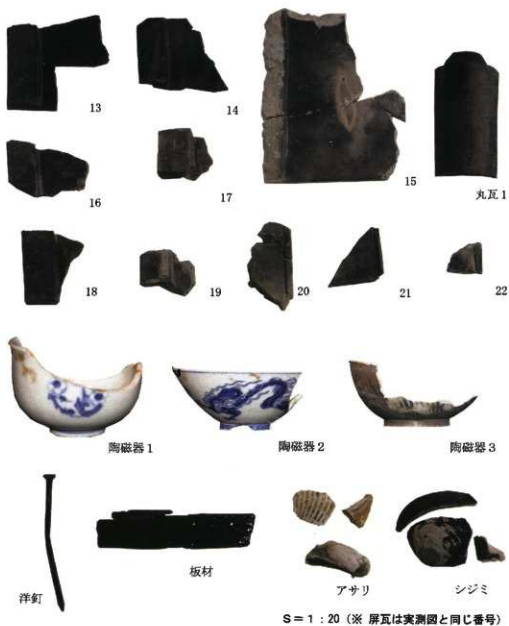 13
14
15
丸瓦1
16
17
18
19
20
21
22
陶磁器1
陶磁器2
陶磁器3
洋釘
板材
アサリ
シジミ
S=1:20(※ 屏瓦は実測図と同じ番号)